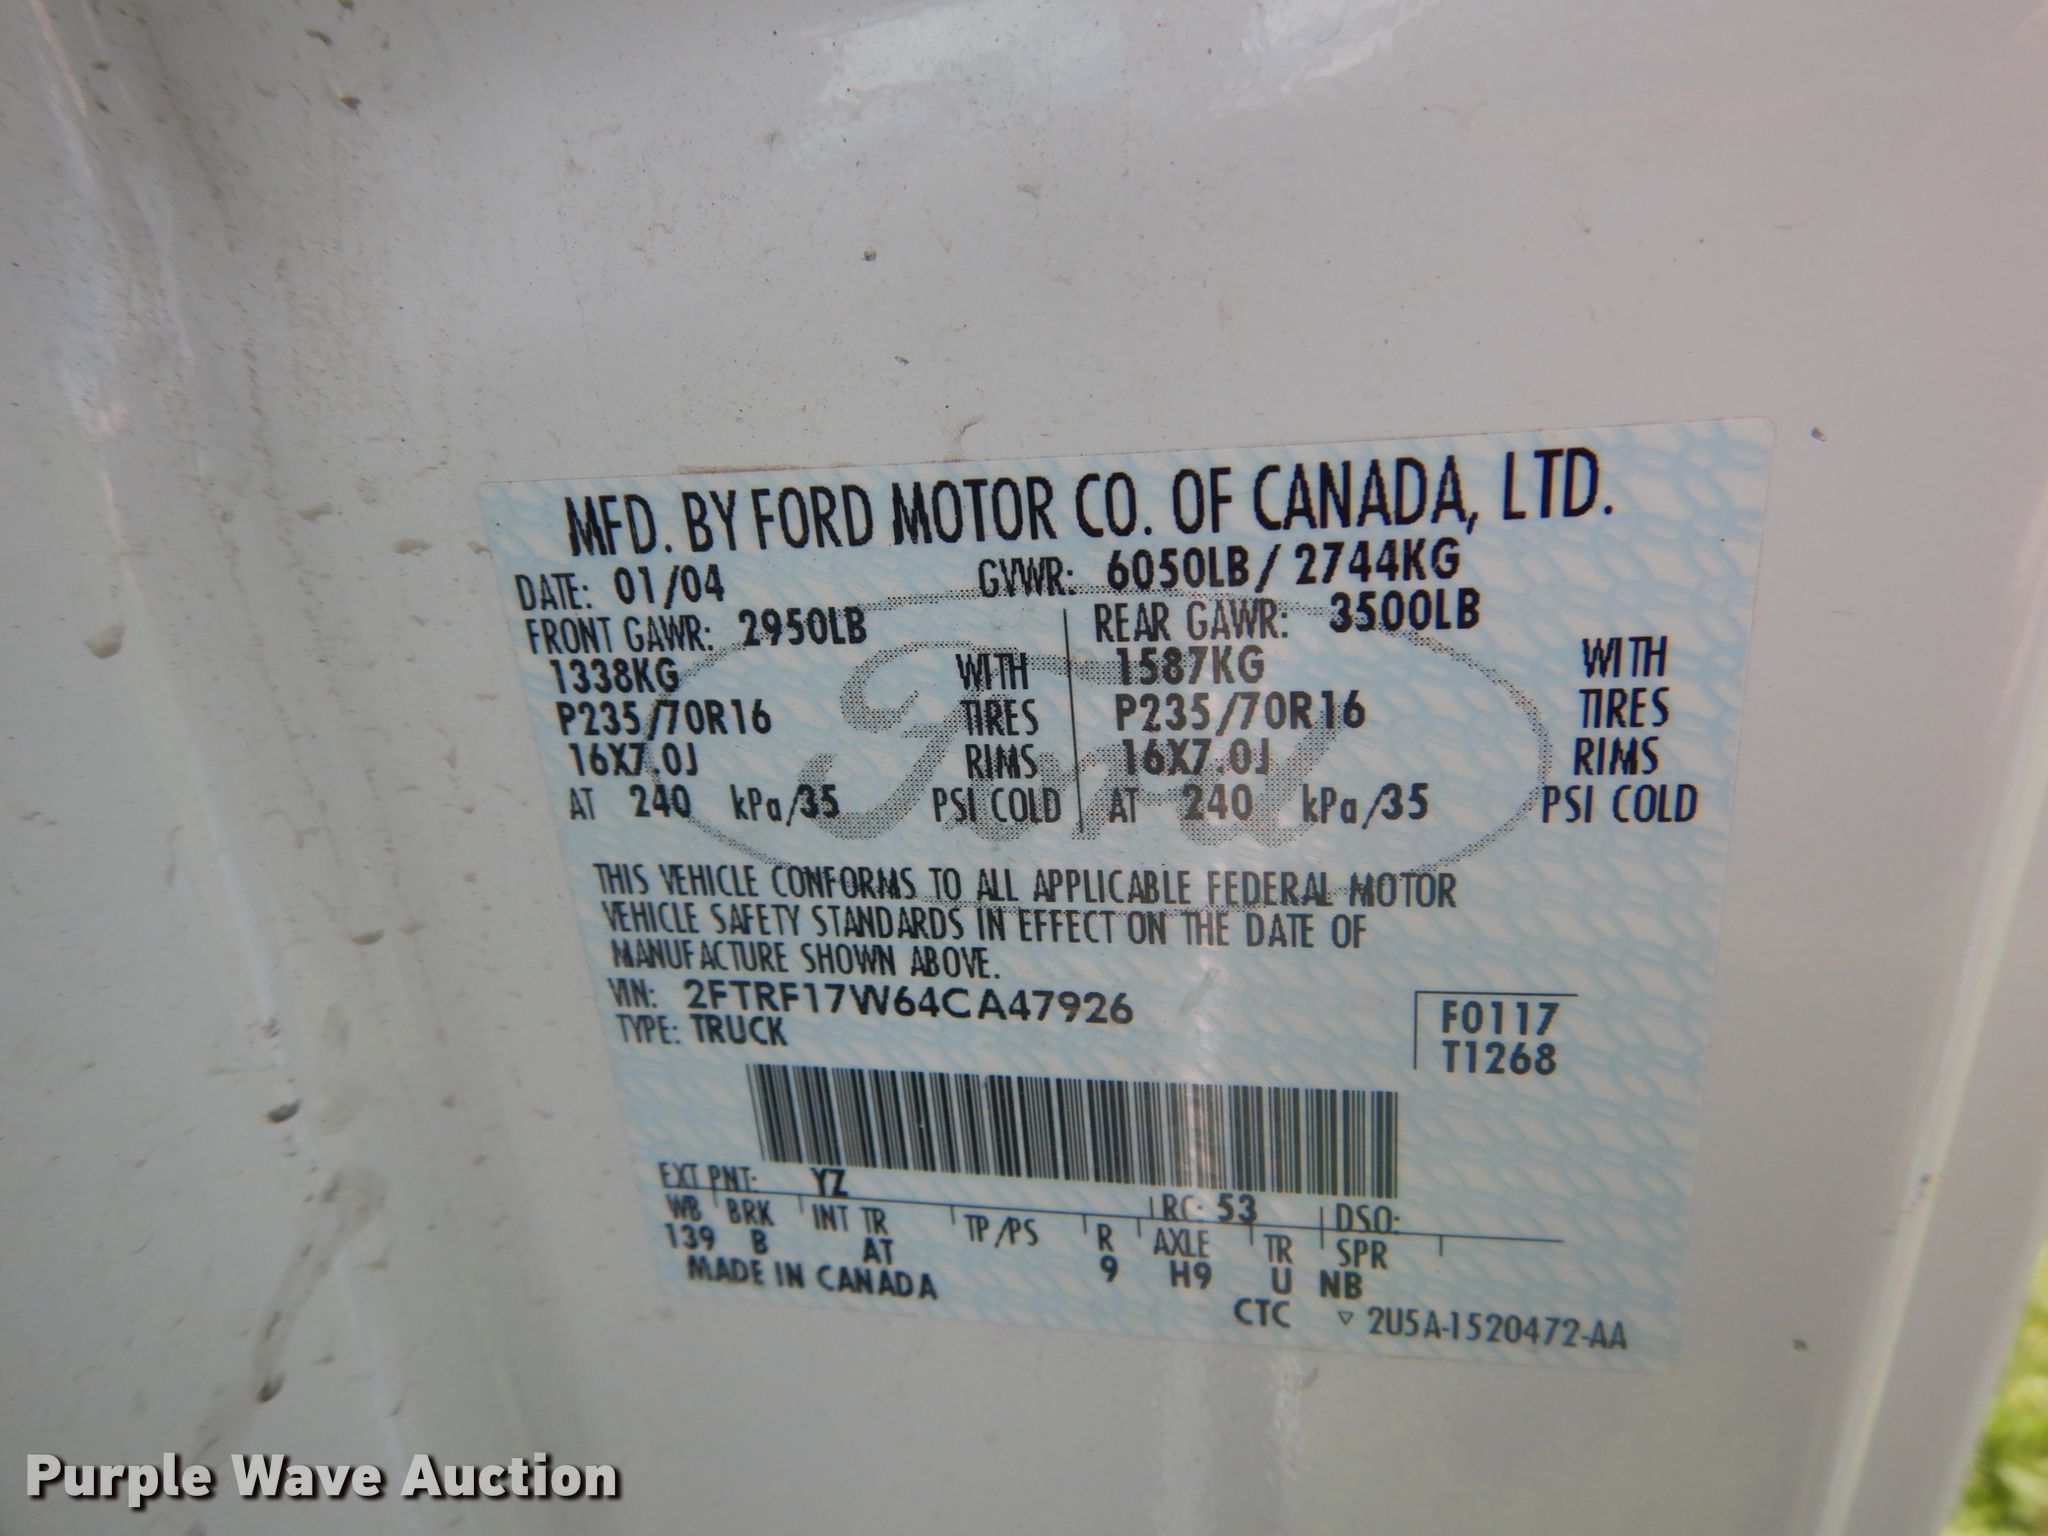 MFD. BY FORD MOTOR CO. OF CANADA, LTD.
DATE: 01/04 GVWR: 6050LB/2744KG
FRONT GAWR: 2950LB REAR GAWR: 3500LB
1338KG WITH 1587KG WITH
P235/70R16 TIRES P235/70R16 TIRES
16X7.0J RIMS 16X7.0J RIMS
AT 240 kPa/35 PSI COLD AT 240 kPa/35 PSI COLD
Ford
THIS VEHICLE CONFORMS TO ALL APPLICABLE FEDERAL MOTOR
VEHICLE SAFETY STANDARDS IN EFFECT ON THE DATE OF
MANUFACTURE SHOWN ABOVE.
VIN: 2FTRF17W64CA47926 F0117
TYPE: TRUCK T1268
EXT PNT: YZ RC: 53 DSO:
WB BRK INT TR TP/PS R AXLE TR SPR
139 B AT 9 H9 U NB
MADE IN CANADA
CTC ▽ 2U5A-1520472-AA
Purple Wave Auction